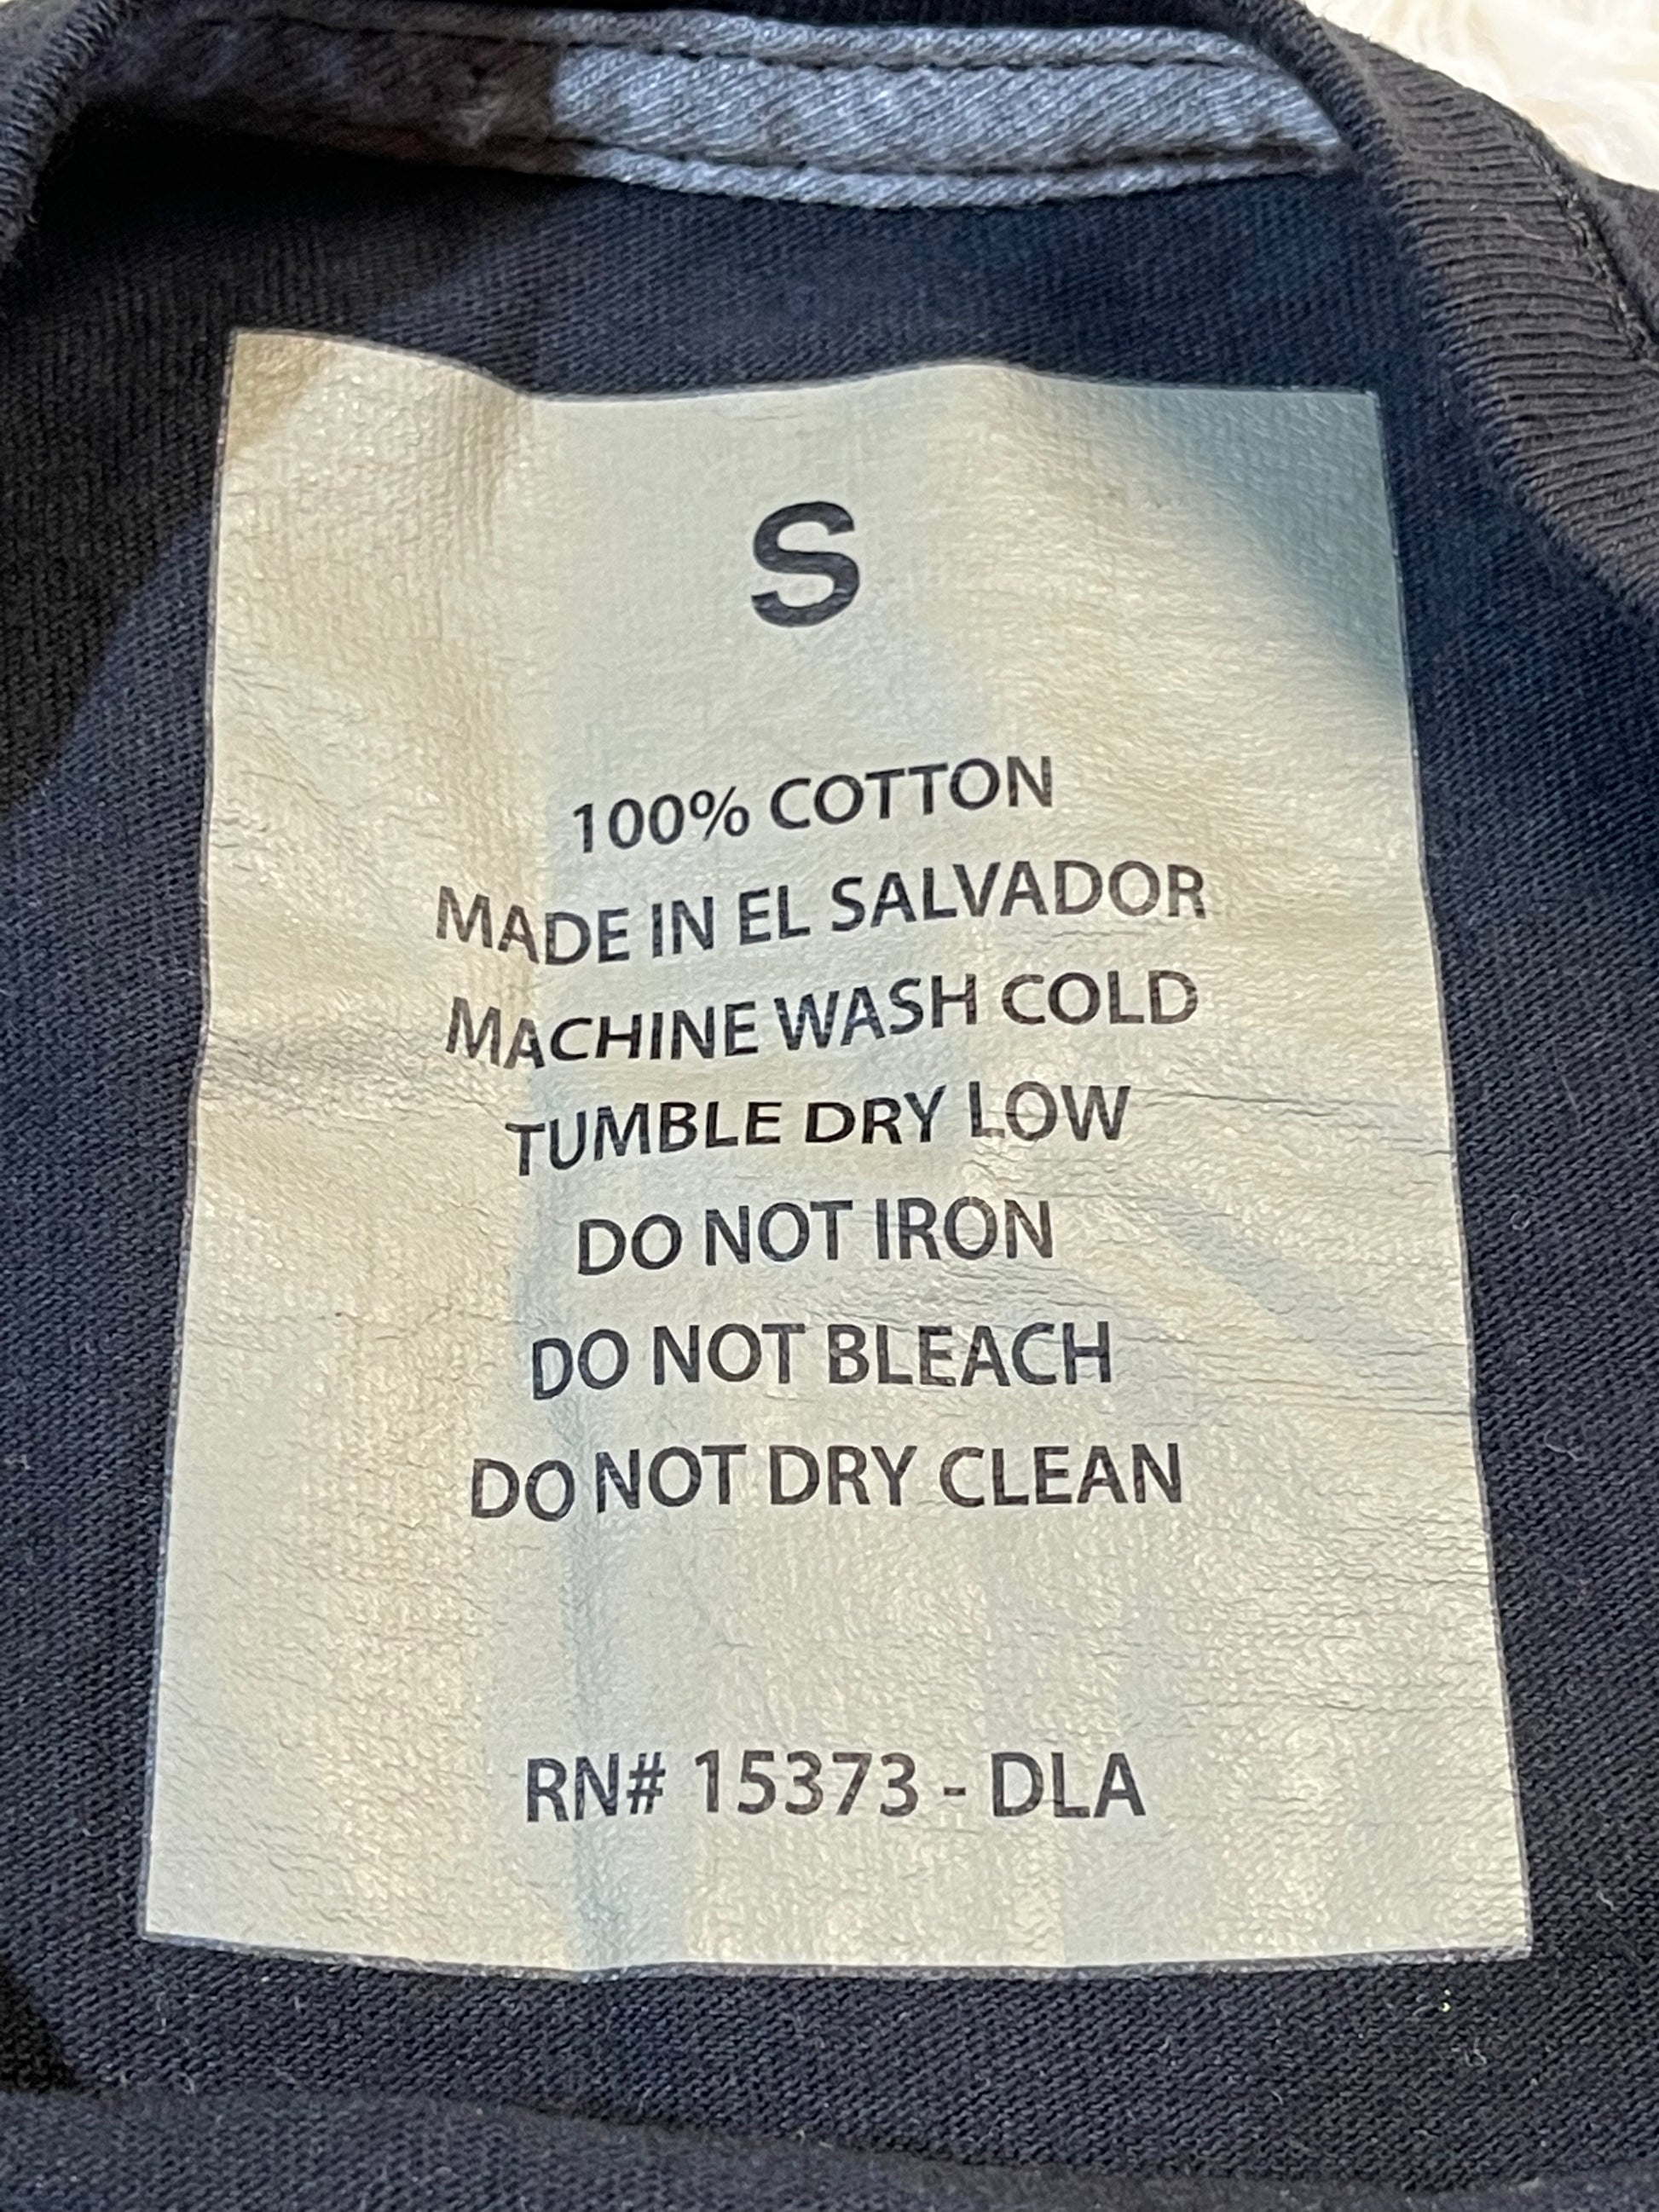 S
100% COTTON
MADE IN EL SALVADOR
MACHINE WASH COLD
TUMBLE DRY LOW
DO NOT IRON
DO NOT BLEACH
DO NOT DRY CLEAN
RN# 15373 - DLA